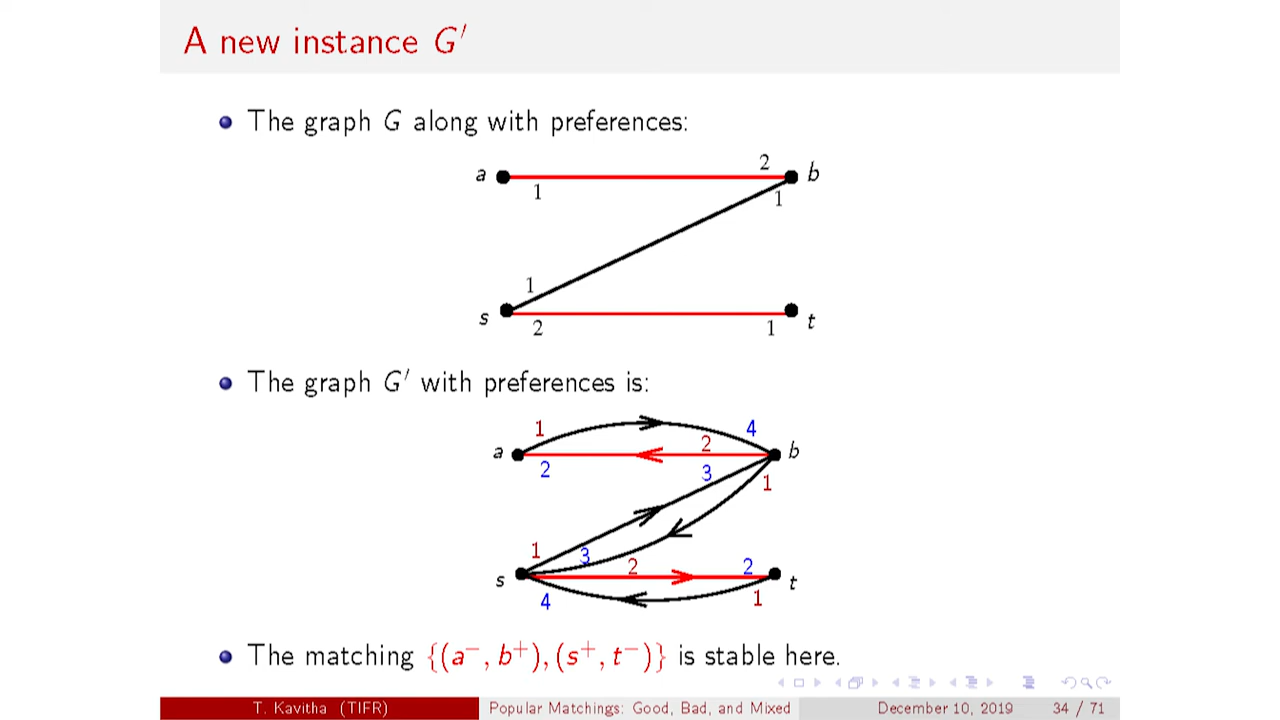 A new instance G′
The graph G along with preferences:
a 1 2 b
1
1
s 2 1 t
The graph G′ with preferences is:
1 4
a 2 2 b
3 1
1 3 2 2
s 4 1 t
The matching {(a⁻, b⁺), (s⁺, t⁻)} is stable here.
T. Kavitha (TIFR) Popular Matchings: Good, Bad, and Mixed December 10, 2019 34 / 71